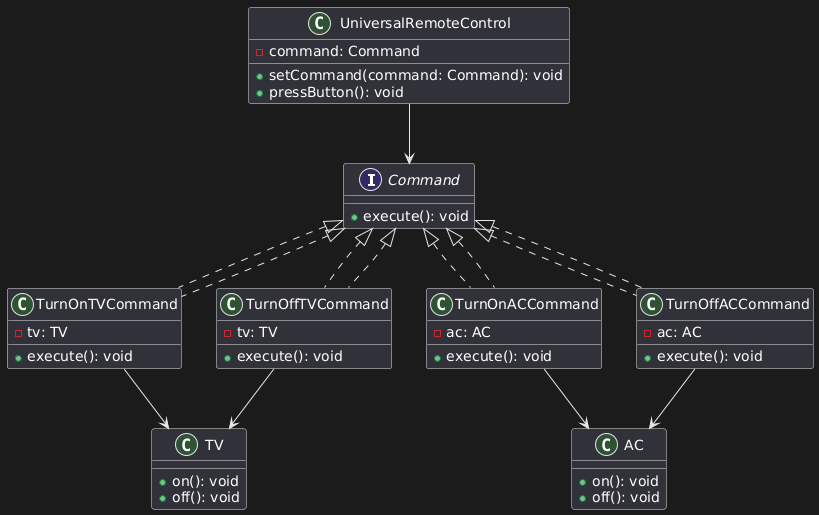 C UniversalRemoteControl
command: Command
setCommand(command: Command): void
pressButton(): void
I Command
execute(): void
C TurnOnTVCommand
tv: TV
execute(): void
C TurnOffTVCommand
tv: TV
execute(): void
C TurnOnACCommand
ac: AC
execute(): void
C TurnOffACCommand
ac: AC
execute(): void
C TV
on(): void
off(): void
C AC
on(): void
off(): void